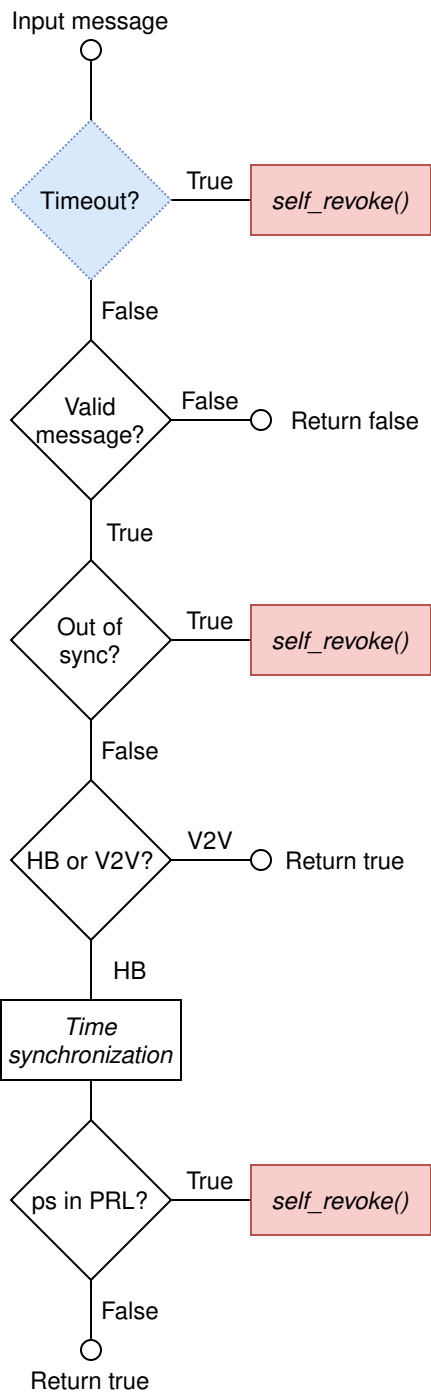 Input message
Timeout?
True
self_revoke()
False
Valid
message?
False
Return false
True
Out of
sync?
True
self_revoke()
False
HB or V2V?
V2V
Return true
HB
Time
synchronization
ps in PRL?
True
self_revoke()
False
Return true